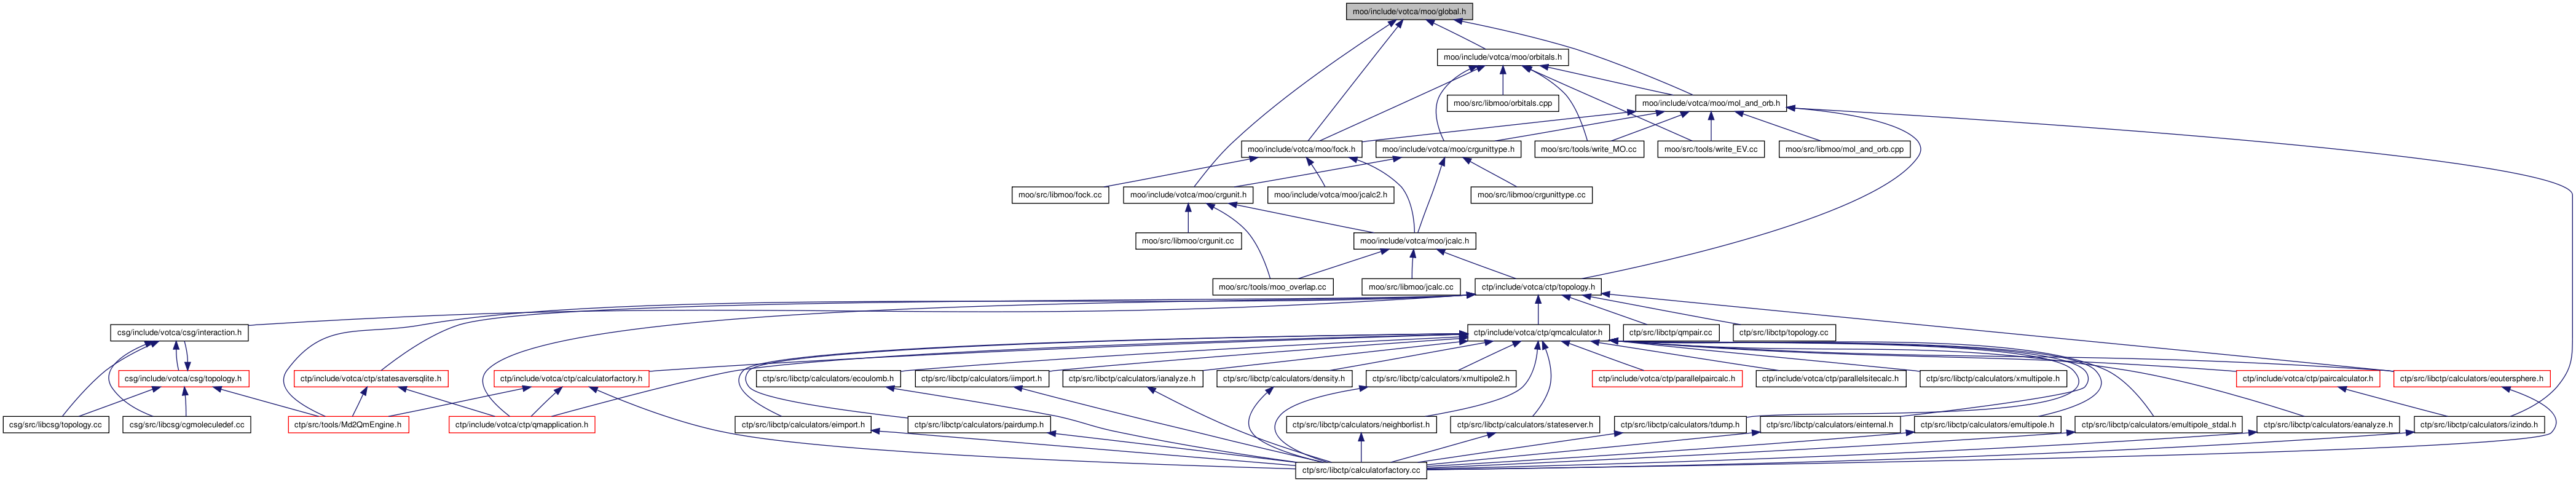 moo/include/votca/moo/global.h
moo/include/votca/moo/orbitals.h
moo/src/libmoo/orbitals.cpp
moo/include/votca/moo/mol_and_orb.h
moo/include/votca/moo/fock.h
moo/include/votca/moo/crgunittype.h
moo/src/tools/write_MO.cc
moo/src/tools/write_EV.cc
moo/src/libmoo/mol_and_orb.cpp
moo/src/libmoo/fock.cc
moo/include/votca/moo/crgunit.h
moo/include/votca/moo/jcalc2.h
moo/src/libmoo/crgunittype.cc
moo/src/libmoo/crgunit.cc
moo/include/votca/moo/jcalc.h
moo/src/tools/moo_overlap.cc
moo/src/libmoo/jcalc.cc
ctp/include/votca/ctp/topology.h
csg/include/votca/csg/interaction.h
ctp/include/votca/ctp/qmcalculator.h
ctp/src/libctp/qmpair.cc
ctp/src/libctp/topology.cc
csg/include/votca/csg/topology.h
ctp/include/votca/ctp/statesaversqlite.h
ctp/include/votca/ctp/calculatorfactory.h
ctp/src/libctp/calculators/ecoulomb.h
ctp/src/libctp/calculators/iimport.h
ctp/src/libctp/calculators/ianalyze.h
ctp/src/libctp/calculators/density.h
ctp/src/libctp/calculators/xmultipole2.h
ctp/include/votca/ctp/parallelpaircalc.h
ctp/include/votca/ctp/parallelsitecalc.h
ctp/src/libctp/calculators/xmultipole.h
ctp/include/votca/ctp/paircalculator.h
ctp/src/libctp/calculators/eoutersphere.h
csg/src/libcsg/topology.cc
csg/src/libcsg/cgmoleculedef.cc
ctp/src/tools/Md2QmEngine.h
ctp/include/votca/ctp/qmapplication.h
ctp/src/libctp/calculators/eimport.h
ctp/src/libctp/calculators/pairdump.h
ctp/src/libctp/calculators/neighborlist.h
ctp/src/libctp/calculators/stateserver.h
ctp/src/libctp/calculators/tdump.h
ctp/src/libctp/calculators/einternal.h
ctp/src/libctp/calculators/emultipole.h
ctp/src/libctp/calculators/emultipole_stdal.h
ctp/src/libctp/calculators/eanalyze.h
ctp/src/libctp/calculators/izindo.h
ctp/src/libctp/calculatorfactory.cc